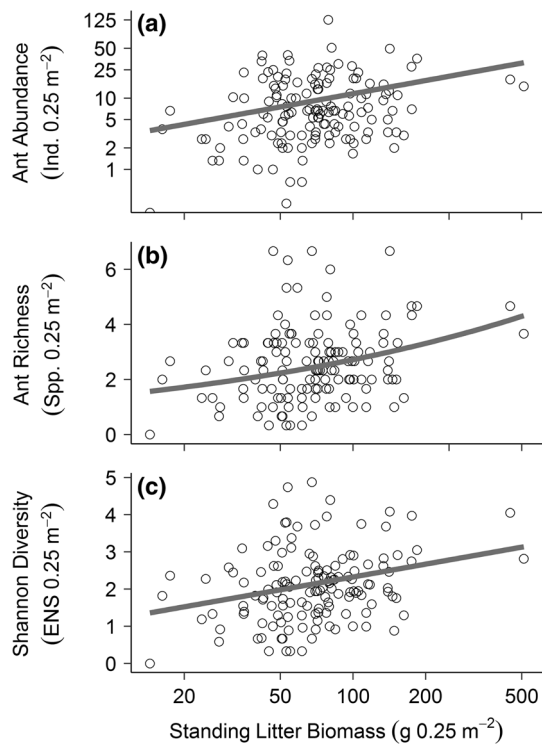 (a)
Ant Abundance
(Ind. 0.25 m⁻²)
125
50
25
10
5
2
1
(b)
Ant Richness
(Spp. 0.25 m⁻²)
6
4
2
0
(c)
Shannon Diversity
(ENS 0.25 m⁻²)
5
4
3
2
1
0
20 50 100 200 500
Standing Litter Biomass (g 0.25 m⁻²)